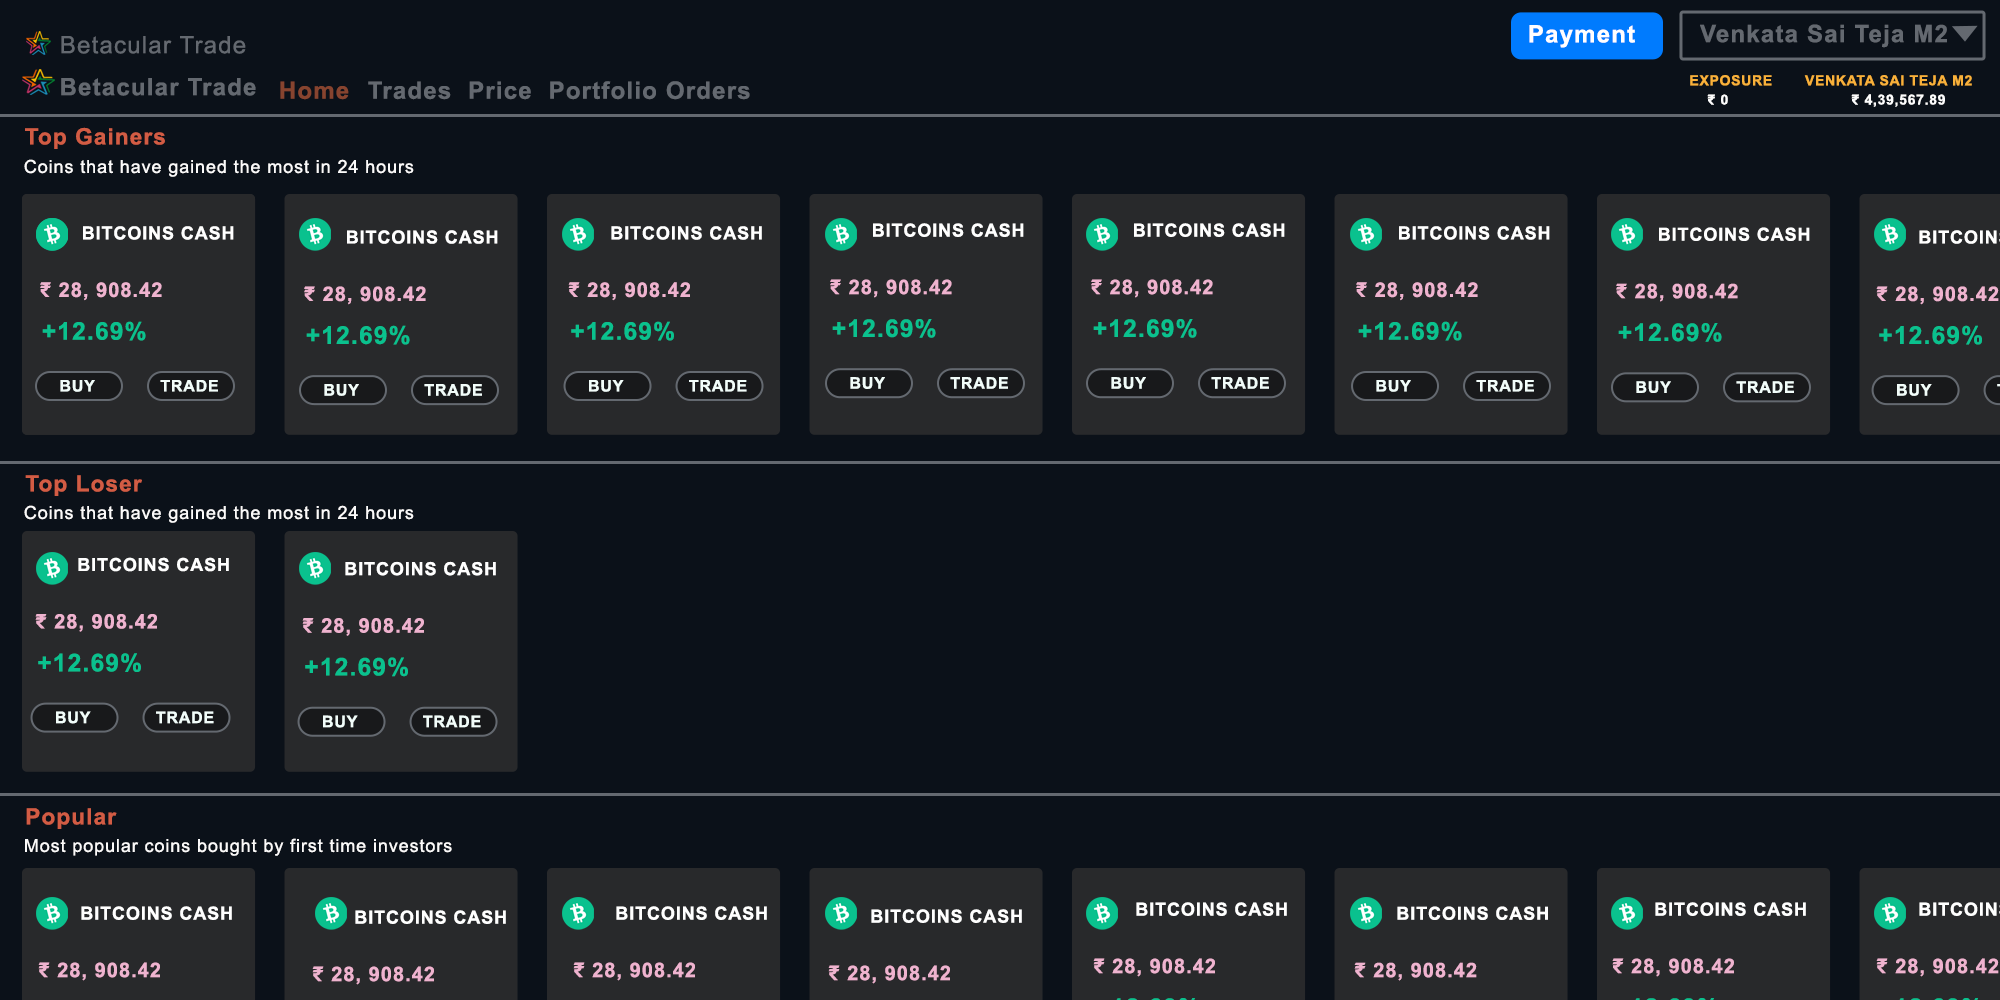 Betacular Trade
Payment
Venkata Sai Teja M2
Betacular Trade Home Trades Price Portfolio Orders
EXPOSURE VENKATA SAI TEJA M2
₹ 0 ₹ 4,39,567.89
Top Gainers
Coins that have gained the most in 24 hours
BITCOINS CASH BITCOINS CASH BITCOINS CASH BITCOINS CASH BITCOINS CASH BITCOINS CASH BITCOINS CASH BITCOIN
₹ 28, 908.42 ₹ 28, 908.42 ₹ 28, 908.42 ₹ 28, 908.42 ₹ 28, 908.42 ₹ 28, 908.42 ₹ 28, 908.42 ₹ 28, 908.42
+12.69% +12.69% +12.69% +12.69% +12.69% +12.69% +12.69% +12.69%
BUY TRADE BUY TRADE BUY TRADE BUY TRADE BUY TRADE BUY TRADE BUY TRADE BUY
Top Loser
Coins that have gained the most in 24 hours
BITCOINS CASH BITCOINS CASH
₹ 28, 908.42 ₹ 28, 908.42
+12.69% +12.69%
BUY TRADE BUY TRADE
Popular
Most popular coins bought by first time investors
BITCOINS CASH BITCOINS CASH BITCOINS CASH BITCOINS CASH BITCOINS CASH BITCOINS CASH BITCOINS CASH BITCOIN
₹ 28, 908.42 ₹ 28, 908.42 ₹ 28, 908.42 ₹ 28, 908.42 ₹ 28, 908.42 ₹ 28, 908.42 ₹ 28, 908.42 ₹ 28, 908.42